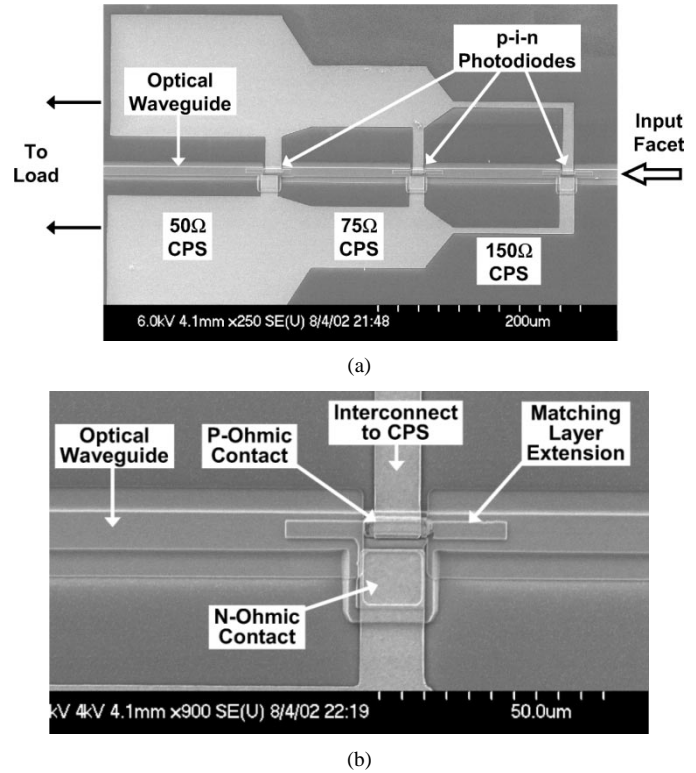 p-i-n
Photodiodes
Optical
Waveguide
Input
Facet
To
Load
50Ω
CPS
75Ω
CPS
150Ω
CPS
6.0kV 4.1mm x250 SE(U) 8/4/02 21:48
200um
(a)
Interconnect
to CPS
Matching
Layer
Extension
Optical
Waveguide
P-Ohmic
Contact
N-Ohmic
Contact
kV 4kV 4.1mm x900 SE(U) 8/4/02 22:19
50.0um
(b)